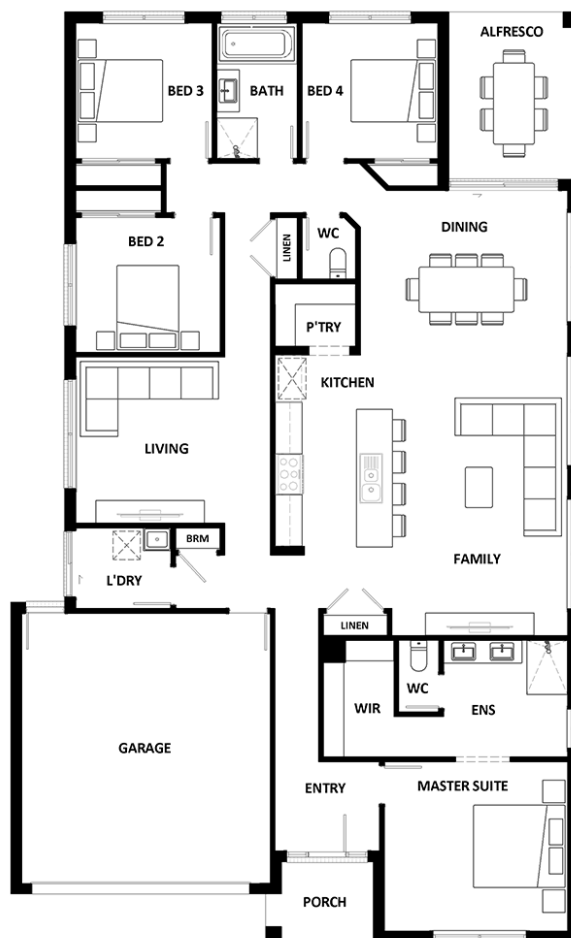 ALFRESCO
BED 3
BATH
BED 4
DINING
WC
LINEN
BED 2
P'TRY
KITCHEN
LIVING
BRM
L'DRY
FAMILY
LINEN
WC
WIR
ENS
GARAGE
MASTER SUITE
ENTRY
PORCH